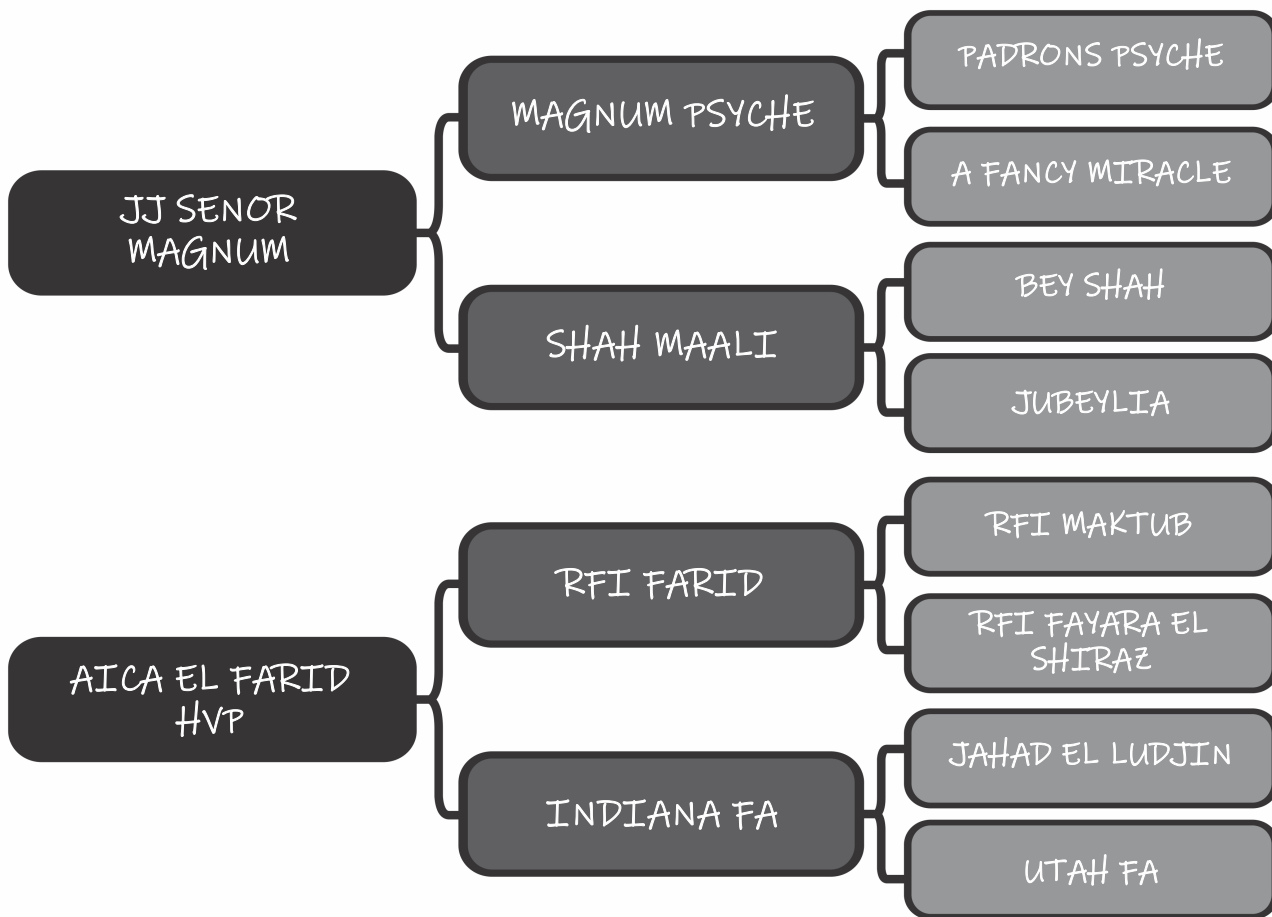 PADRONS PSYCHE
MAGNUM PSYCHE
A FANCY MIRACLE
JJ SENOR
MAGNUM
BEY SHAH
SHAH MAALI
JUBEYLIA
RFI MAKTUB
RFI FARID
RFI FAYARA EL
SHIRAZ
AICA EL FARID
HVP
JAHAD EL LUDJIN
INDIANA FA
UTAH FA